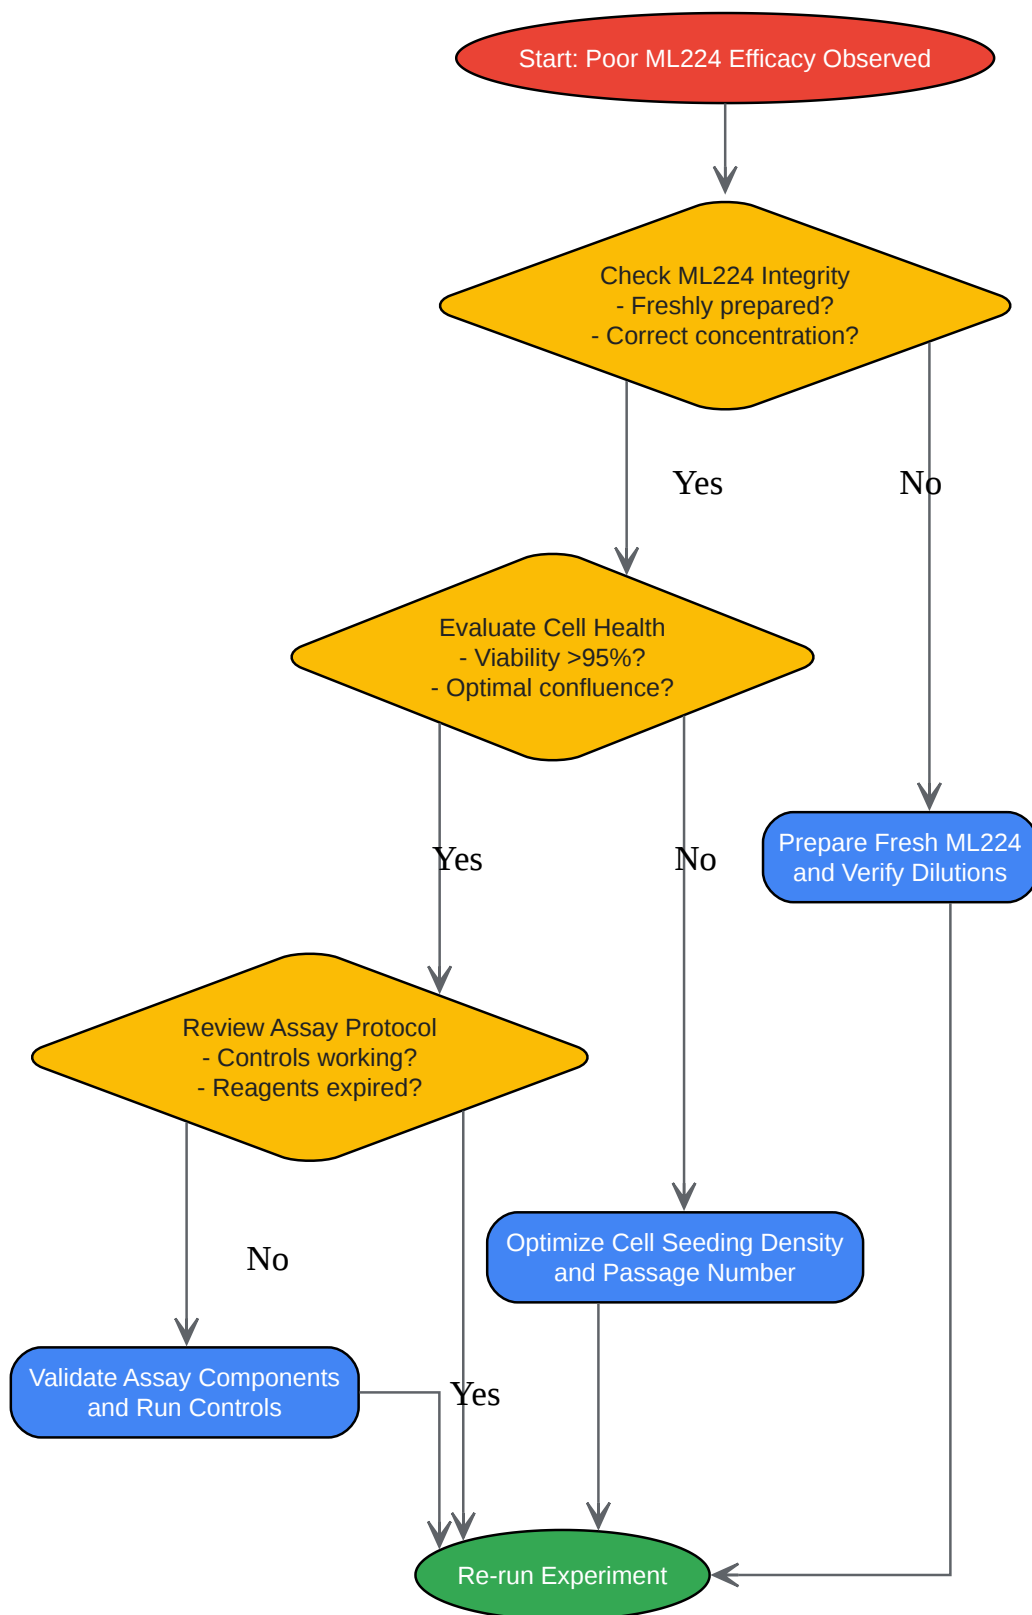 Start: Poor ML224 Efficacy Observed
Check ML224 Integrity
- Freshly prepared?
- Correct concentration?
Yes
No
Evaluate Cell Health
- Viability >95%?
- Optimal confluence?
Prepare Fresh ML224
and Verify Dilutions
Yes
No
Review Assay Protocol
- Controls working?
- Reagents expired?
Optimize Cell Seeding Density
and Passage Number
No
Validate Assay Components
and Run Controls
Yes
Re-run Experiment